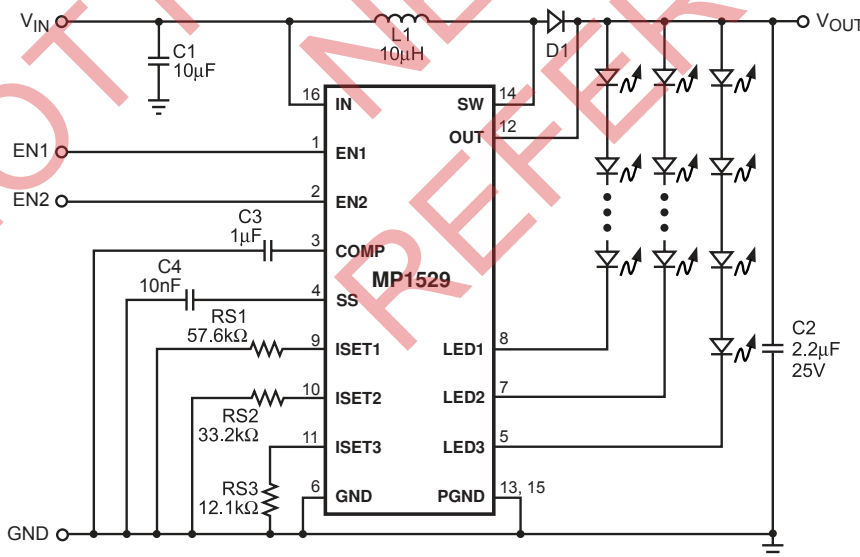 NOT
NE
REFER
VIN
VOUT
L1
10µH
D1
C1
10µF
16
IN
SW
14
OUT
12
EN1
1
EN1
EN2
2
EN2
C3
1µF
3
COMP
MP1529
C4
10nF
4
SS
RS1
57.6kΩ
9
ISET1
LED1
8
RS2
33.2kΩ
10
ISET2
LED2
7
RS3
12.1kΩ
11
ISET3
LED3
5
6
GND
PGND
13, 15
C2
2.2µF
25V
GND